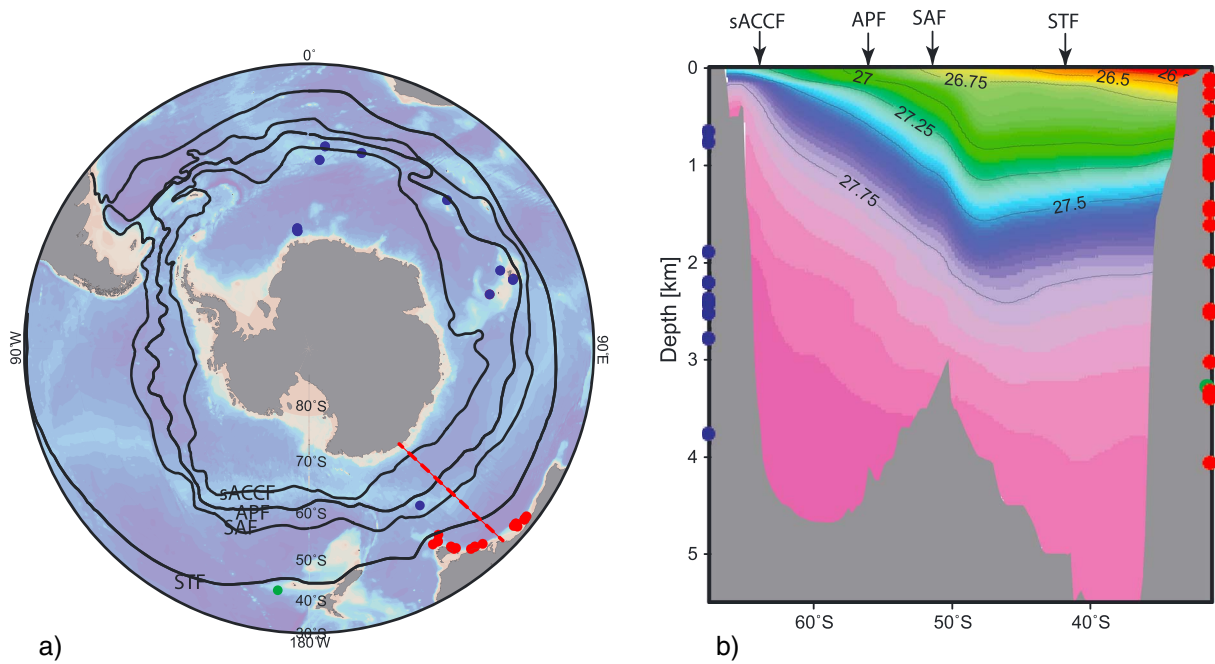 0°
90°W
90°E
80°S
70°S
sACCF
APF
60°S
SAF
50°S
STF
40°S
30°S
180°W
a)
sACCF
APF
SAF
STF
Depth [km]
0
1
2
3
4
5
27
26.75
26.5
27.25
27.75
27.5
60°S
50°S
40°S
b)